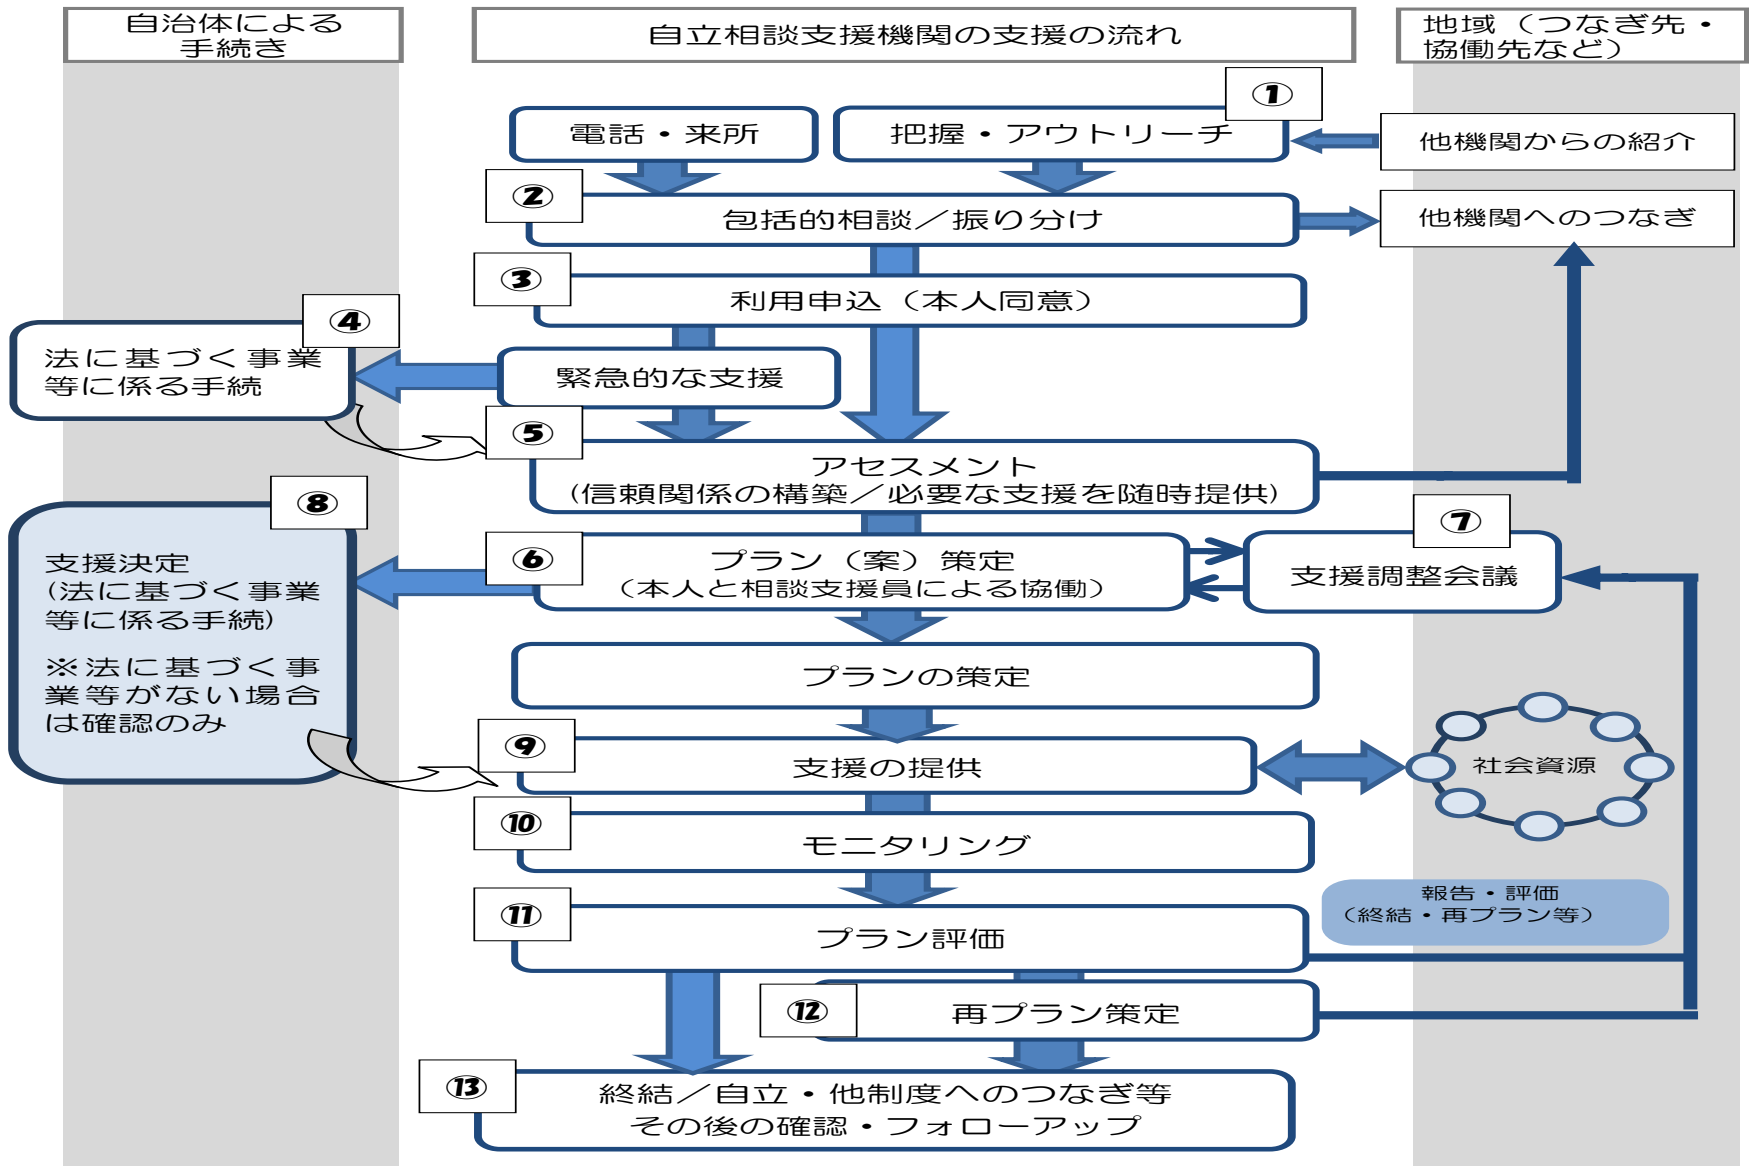 自治体による
手続き
自立相談支援機関の支援の流れ
地域（つなぎ先・
協働先など）
①
電話・来所
把握・アウトリーチ
他機関からの紹介
②
包括的相談／振り分け
他機関へのつなぎ
③
利用申込（本人同意）
④
法に基づく事業
等に係る手続
緊急的な支援
⑤
アセスメント
(信頼関係の構築／必要な支援を随時提供)
⑧
支援決定
(法に基づく事業
等に係る手続)
※法に基づく事
業等がない場合
は確認のみ
⑥
プラン（案）策定
（本人と相談支援員による協働）
⑦
支援調整会議
プランの策定
⑨
支援の提供
社会資源
⑩
モニタリング
報告・評価
（終結・再プラン等）
⑪
プラン評価
⑫
再プラン策定
⑬
終結／自立・他制度へのつなぎ等
その後の確認・フォローアップ